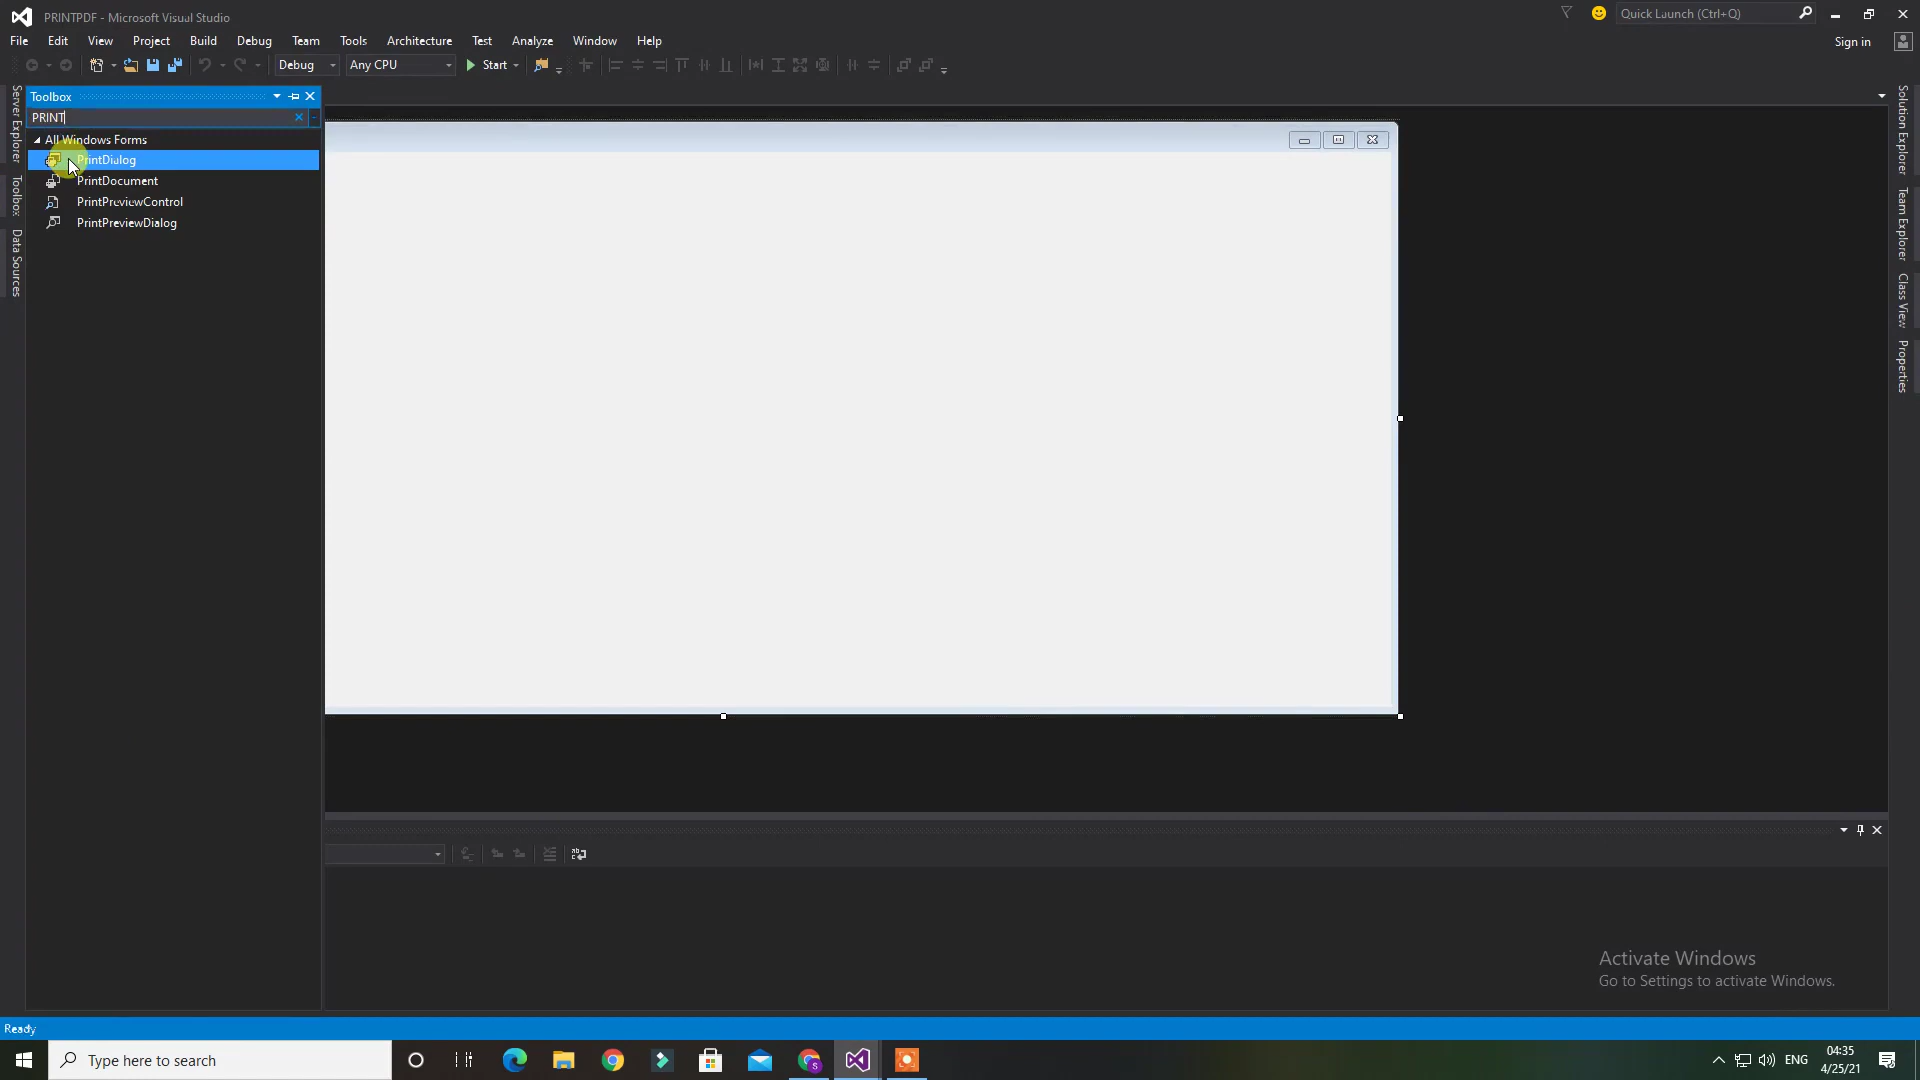 PRINTPDF - Microsoft Visual Studio
Quick Launch (Ctrl+Q)
File Edit View Project Build Debug Team Tools Architecture Test Analyze Window Help
Sign in
Debug
Any CPU
Start
Server Explorer
Toolbox
Data Sources
Toolbox
PRINT
All Windows Forms
PrintDialog
PrintDocument
PrintPreviewControl
PrintPreviewDialog
Solution Explorer
Team Explorer
Class View
Properties
Activate Windows
Go to Settings to activate Windows.
Ready
Type here to search
ENG
04:35
4/25/21